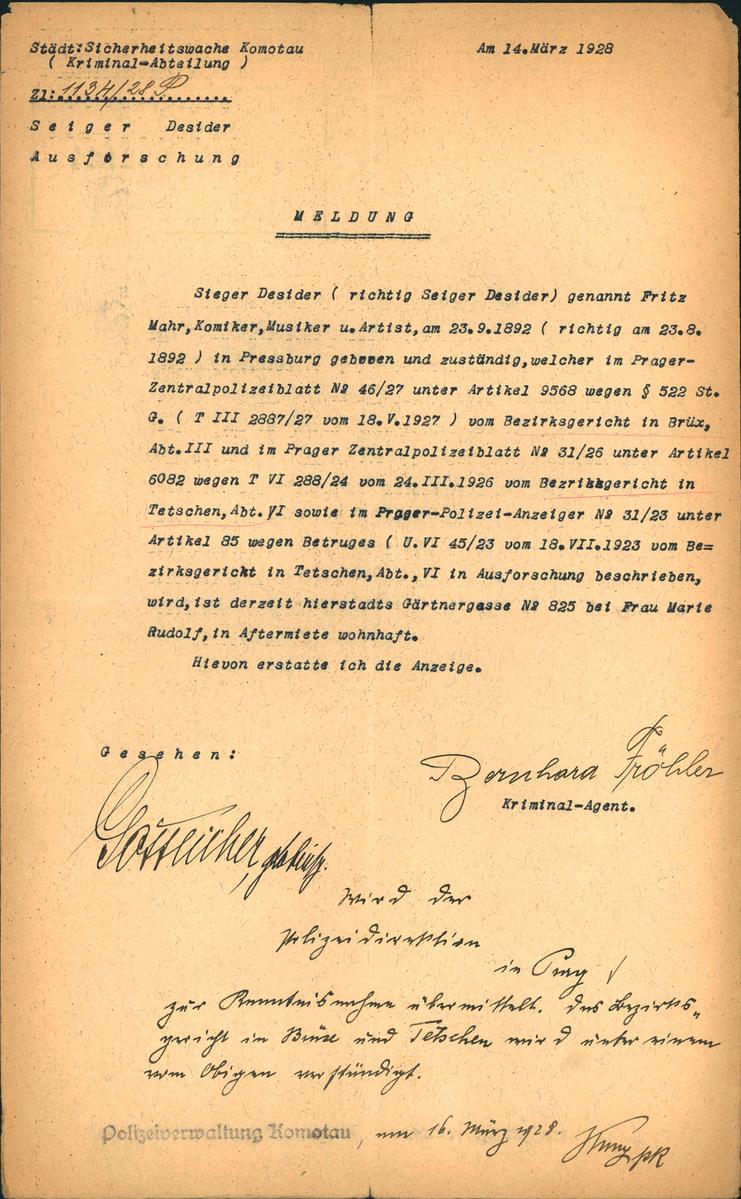 Städt:Sicherheitswache Komotau
Am 14.März 1928
( Kriminal-Abteilung )
Zl:..1134/28 P.........
S e i g e r   Desider
A u s f o r s c h u n g
M E L D U N G
Sieger Desider ( richtig Seiger Desider) genannt Fritz
Mahr,Komiker,Musiker u.Artist,am 23.9.1892 ( richtig am 23.8.
1892 ) in Pressburg geboven und zuständig,welcher im Prager-
Zentralpolizeiblatt № 46/27 unter Artikel 9568 wegen § 522 St.
G. ( T III 2887/27 vom 18.V.1927 ) vom Bezirksgericht in Brüx,
Abt.III und im Prager Zentralpolizeiblatt № 31/26 unter Artikel
6082 wegen T VI 288/24 vom 24.III.1926 vom Bezriksgericht in
Tetschen,Abt.VI sowie im Prager-Polizei-Anzeiger № 31/23 unter
Artikel 85 wegen Betruges ( U.VI 45/23 vom 18.VII.1923 vom Be=
zirksgericht in Tetschen,Abt.,VI in Ausforschung beschrieben,
wird,ist derzeit hierstadts Gärtnergasse № 825 bei Frau Marie
Rudolf,in Aftermiete wohnhaft.
Hievon erstatte ich die Anzeige.
G e s e h e n :
Bernhard Fröhler
Kriminal-Agent.
Wird der
Polizeidirektion
in Prag
zur Kenntnisnahme übermittelt. Das Bezirks„
gericht in Brüx und Tetschen wird unter einem
vom Obigen verständigt.
Polizeiverwaltung Komotau, am 16. März 1928.